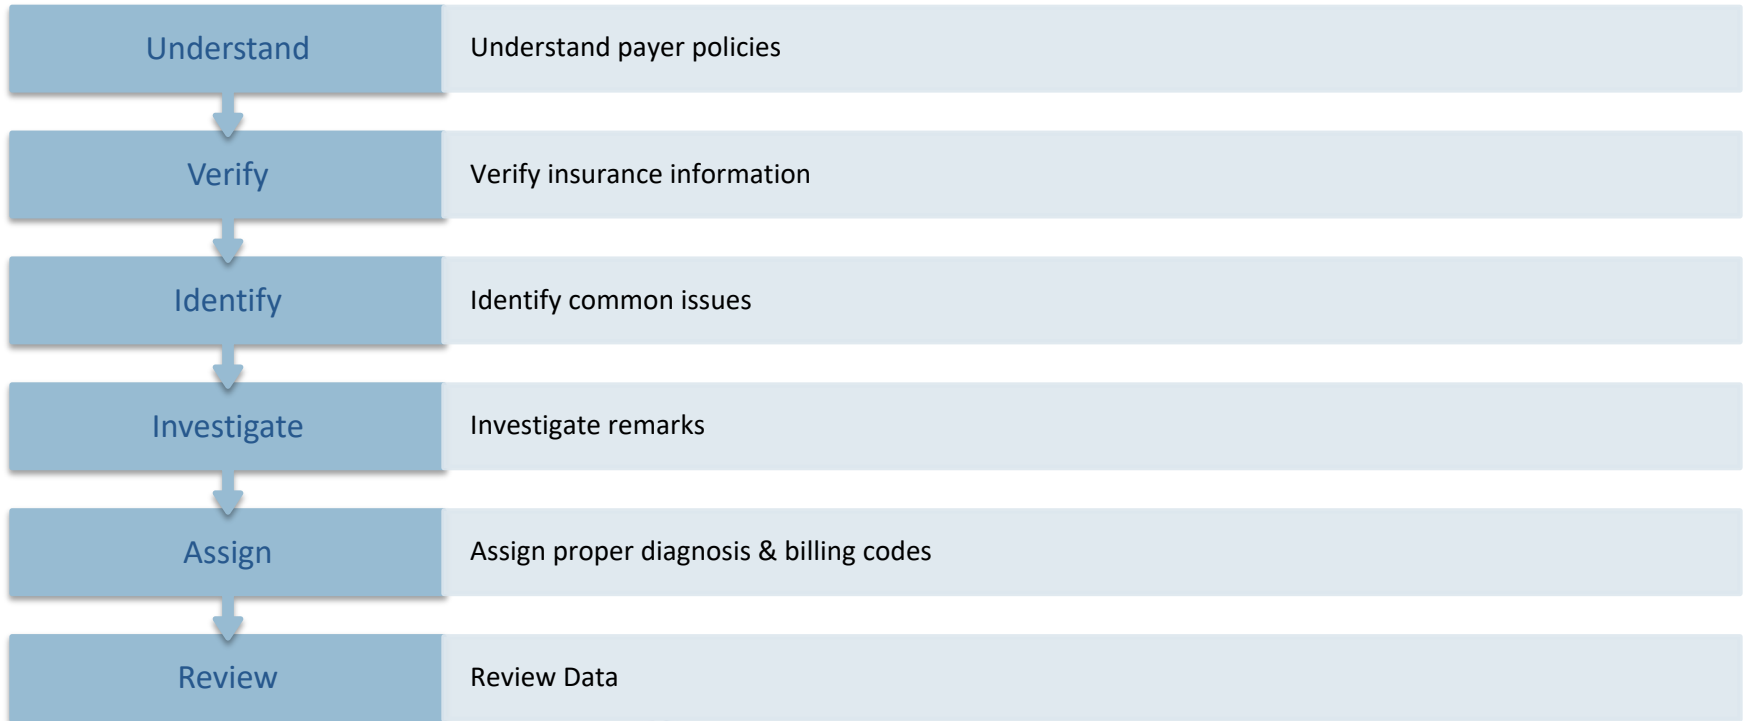 Understand
Understand payer policies
Verify
Verify insurance information
Identify
Identify common issues
Investigate
Investigate remarks
Assign
Assign proper diagnosis & billing codes
Review
Review Data